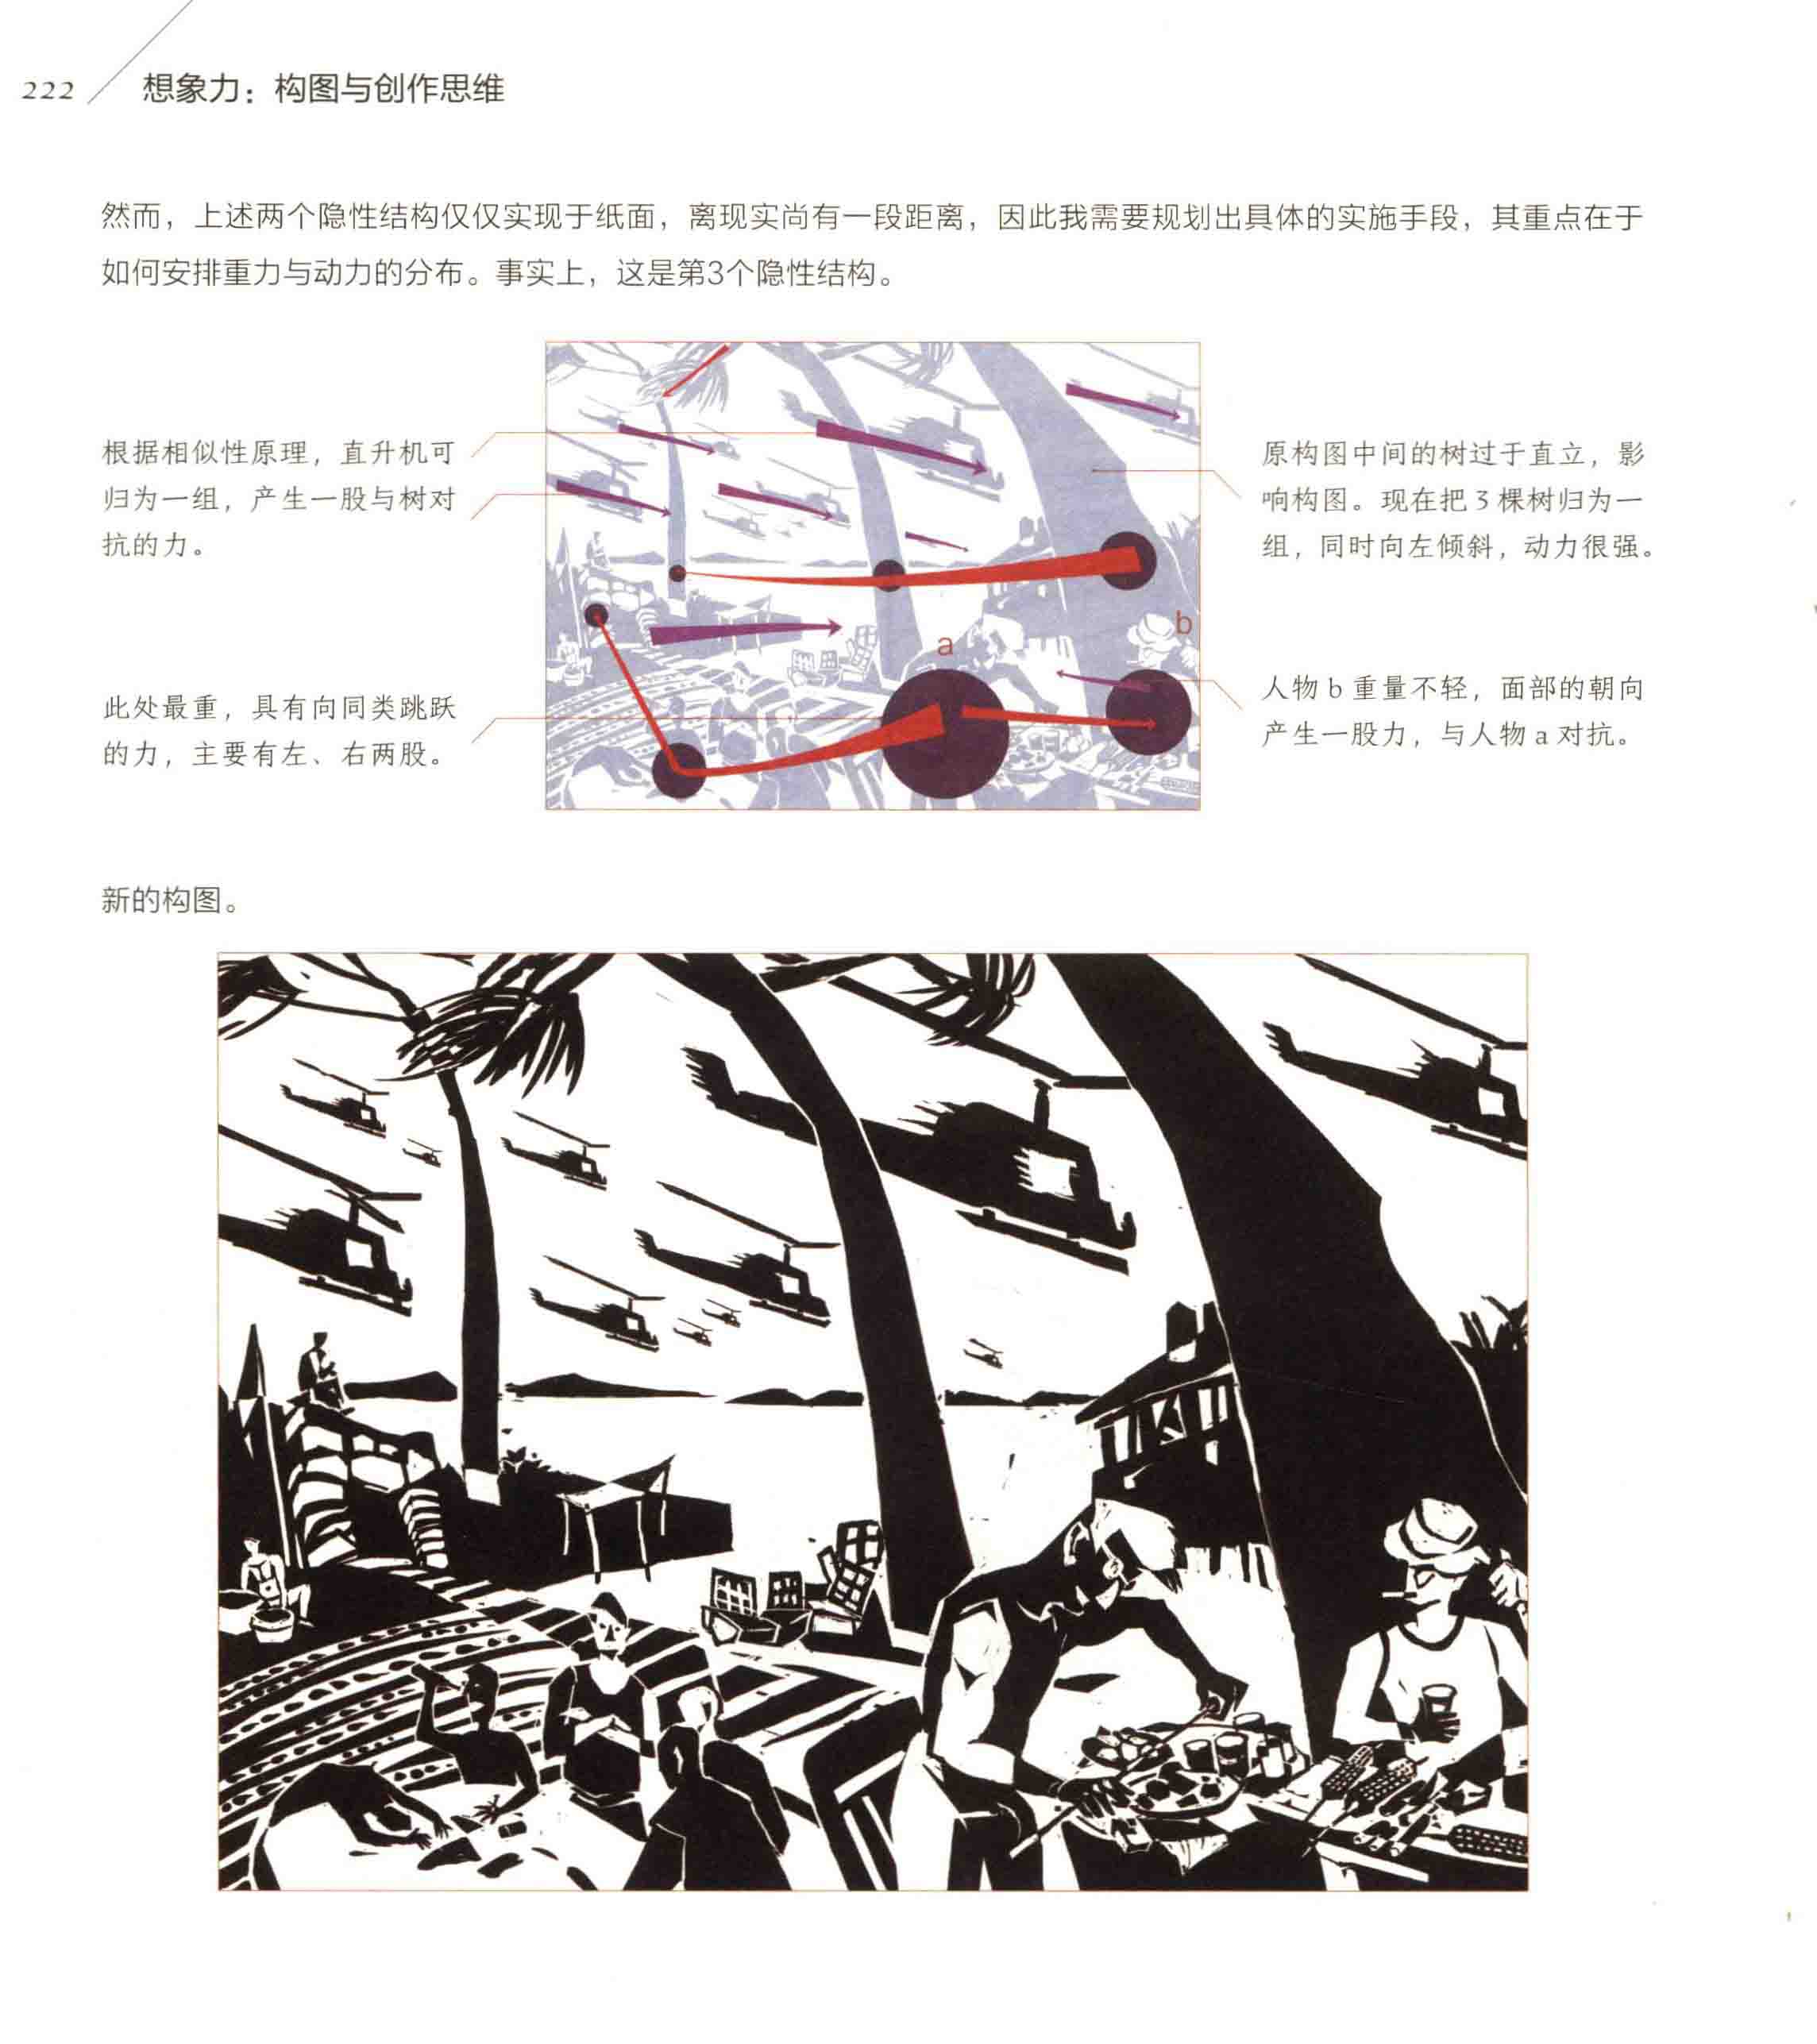 222
想象力：构图与创作思维
然而，上述两个隐性结构仅仅实现于纸面，离现实尚有一段距离，因此我需要规划出具体的实施手段，其重点在于
如何安排重力与动力的分布。事实上，这是第3个隐性结构。
根据相似性原理，直升机可
归为一组，产生一股与树对
抗的力。
此处最重，具有向同类跳跃
的力，主要有左、右两股。
a
b
原构图中间的树过于直立，影
响构图。现在把 3 棵树归为一
组，同时向左倾斜，动力很强。
人物 b 重量不轻，面部的朝向
产生一股力，与人物 a 对抗。
新的构图。